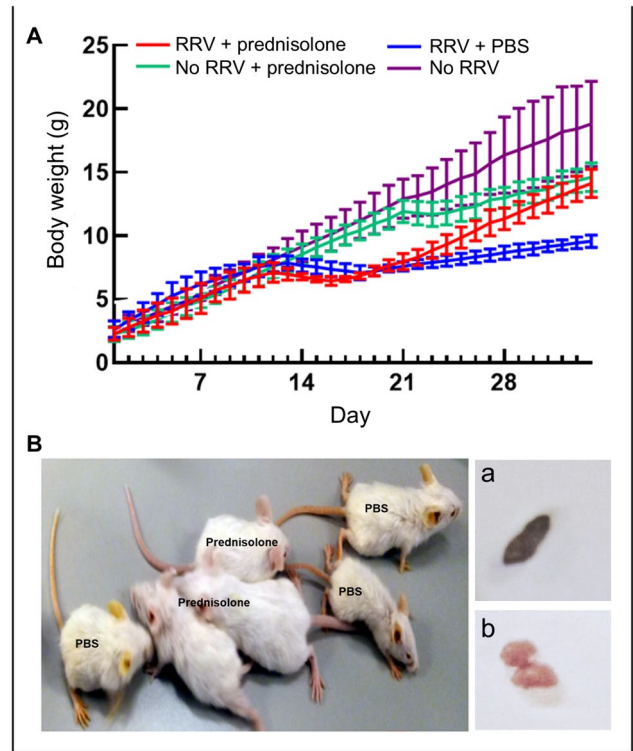 A
RRV + prednisolone
RRV + PBS
No RRV + prednisolone
No RRV
25
20
15
10
5
0
Body weight (g)
7
14
21
28
Day
B
PBS
Prednisolone
Prednisolone
PBS
PBS
a
b